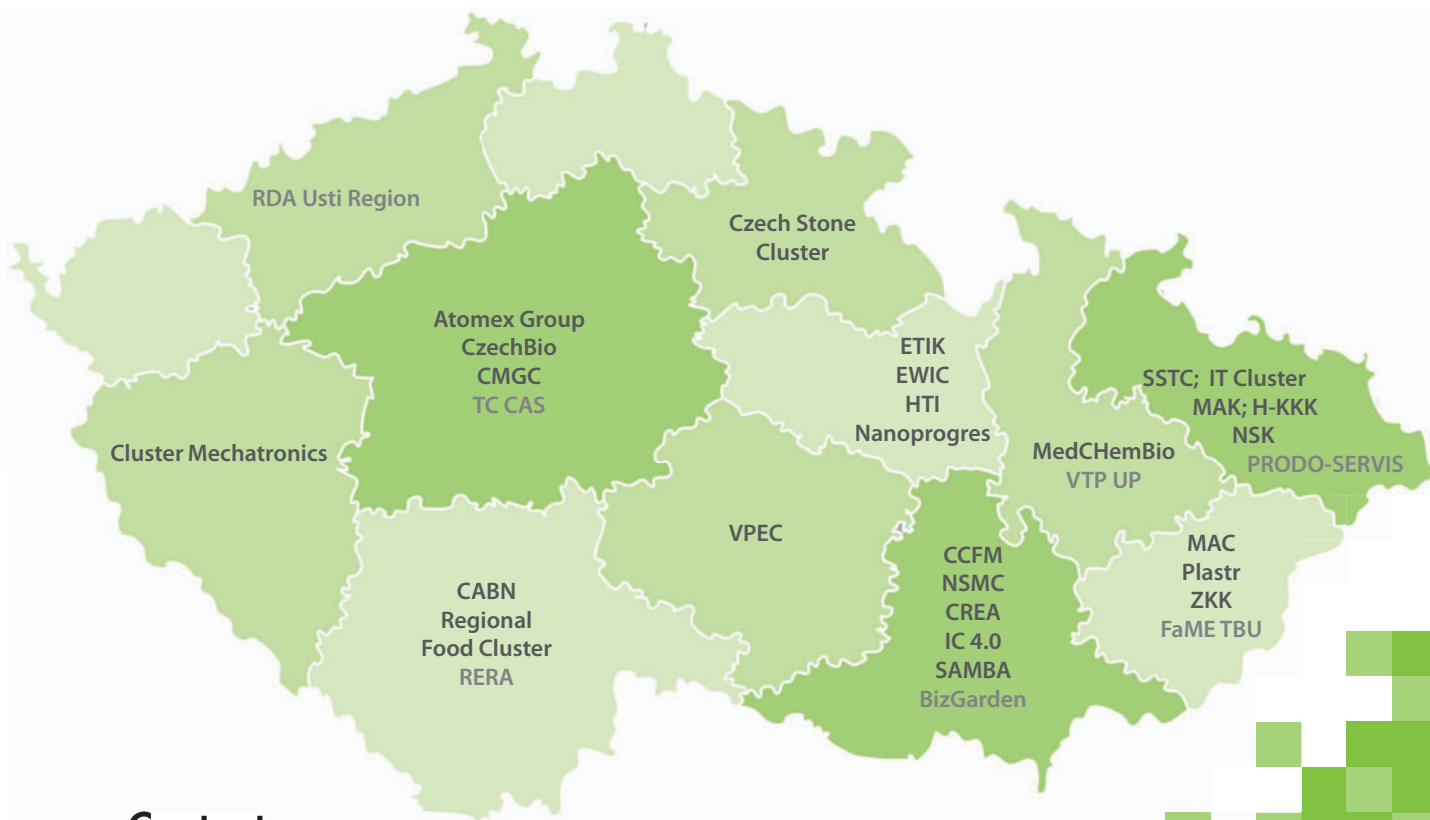 RDA Usti Region
Czech Stone
Cluster
Atomex Group
CzechBio
CMGC
TC CAS
ETIK
EWIC
HTI
Nanoprogres
SSTC; IT Cluster
MAK; H-KKK
NSK
PRODO-SERVIS
Cluster Mechatronics
MedCHemBio
VTP UP
VPEC
CCFM
NSMC
CREA
IC 4.0
SAMBA
BizGarden
MAC
Plastr
ZKK
FaME TBU
CABN
Regional
Food Cluster
RERA